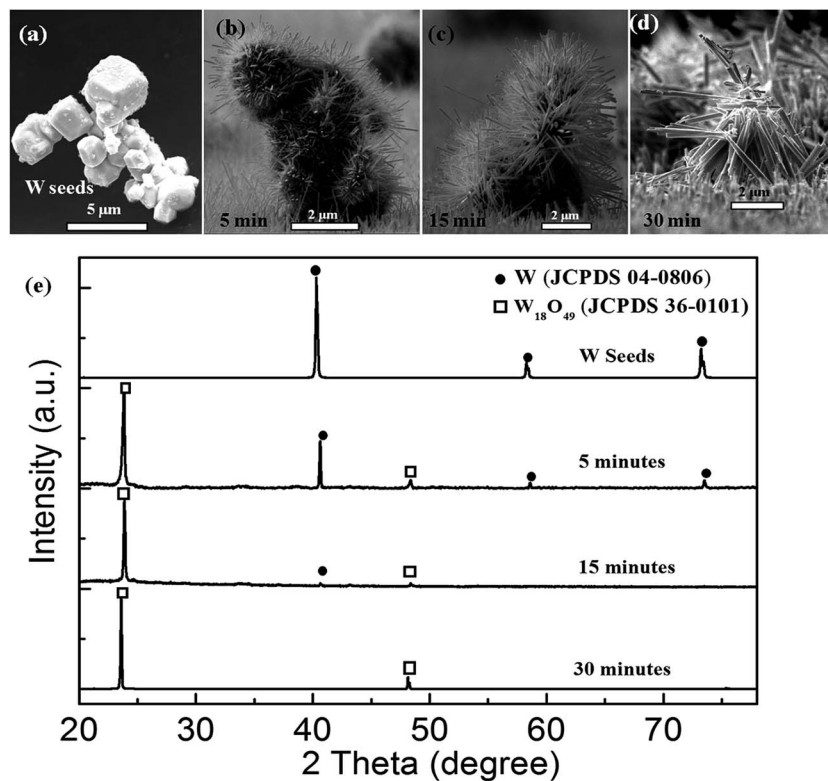 (a)
W seeds
5 μm
(b)
5 min
2 μm
(c)
15 min
2 μm
(d)
30 min
2 μm
(e)
● W (JCPDS 04-0806)
□ W₁₈O₄₉ (JCPDS 36-0101)
W Seeds
5 minutes
15 minutes
30 minutes
Intensity (a.u.)
20 30 40 50 60 70
2 Theta (degree)